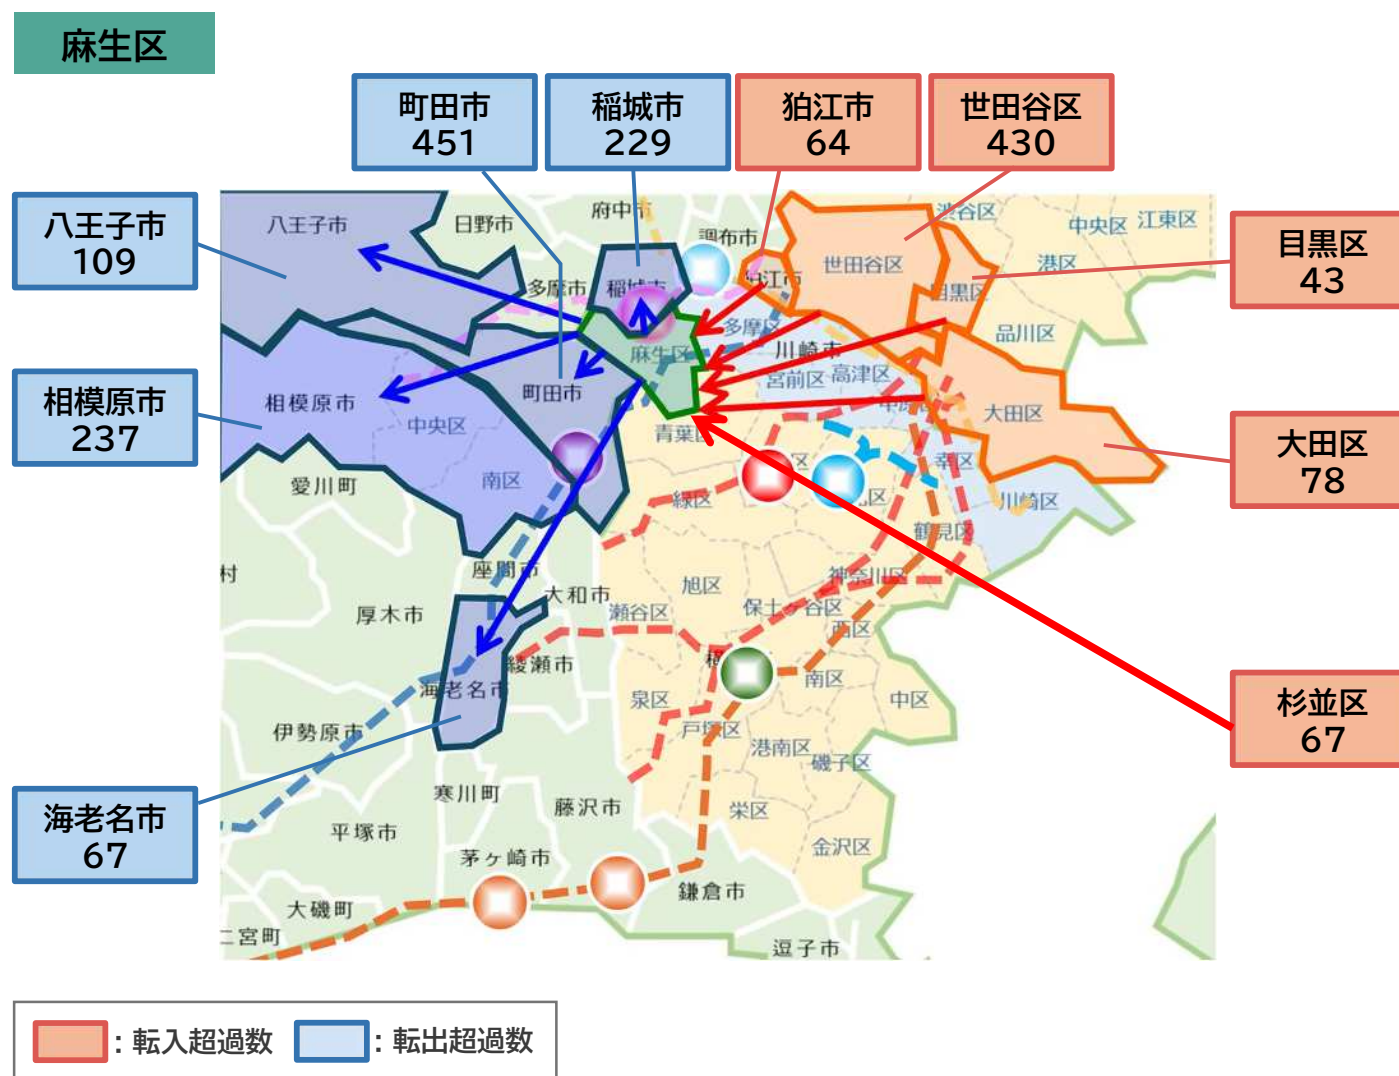 麻生区
町田市
451
稲城市
229
狛江市
64
世田谷区
430
八王子市
109
目黒区
43
相模原市
237
大田区
78
杉並区
67
海老名市
67
八王子市
日野市
府中市
調布市
渋谷区
中央区
江東区
港区
品川区
世田谷区
目黒区
狛江市
多摩市
稲城市
多摩区
麻生区
川崎市
宮前区
高津区
中原区
大田区
幸区
川崎区
相模原市
中央区
南区
町田市
青葉区
緑区
鶴見区
愛川町
村
座間市
大和市
厚木市
旭区
瀬谷区
保土ヶ谷区
神奈川区
西区
綾瀬市
海老名市
泉区
南区
中区
戸塚区
港南区
磯子区
伊勢原市
寒川町
藤沢市
栄区
金沢区
平塚市
茅ヶ崎市
鎌倉市
大磯町
二宮町
逗子市
：転入超過数
：転出超過数